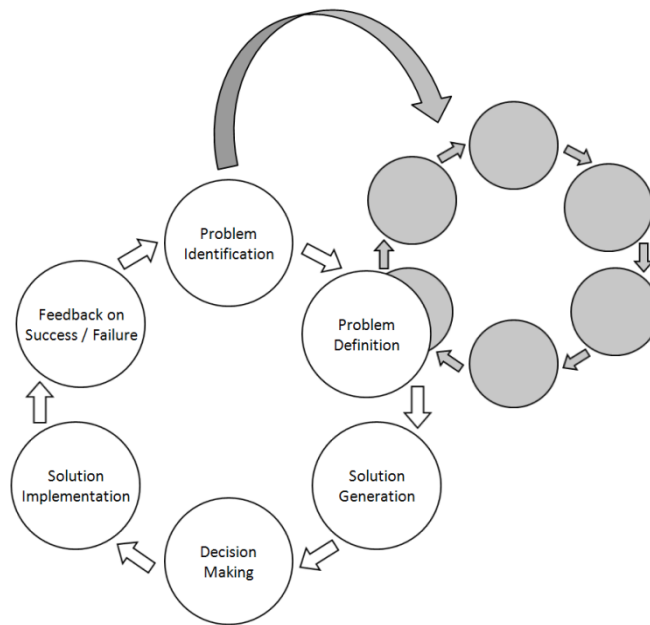 Problem
Identification
Problem
Definition
Solution
Generation
Decision
Making
Solution
Implementation
Feedback on
Success / Failure